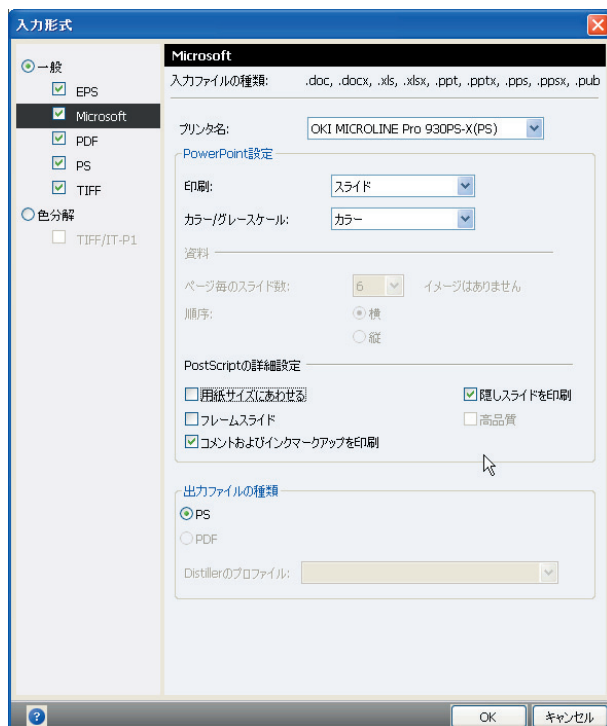 入力形式
一般
EPS
Microsoft
PDF
PS
TIFF
色分解
TIFF/IT-P1
Microsoft
入力ファイルの種類: .doc, .docx, .xls, .xlsx, .ppt, .pptx, .pps, .ppsx, .pub
プリンタ名: OKI MICROLINE Pro 930PS-X(PS)
PowerPoint設定
印刷: スライド
カラー/グレースケール: カラー
資料
ページ毎のスライド数: 6 イメージはありません
順序: 横
縦
PostScriptの詳細設定
用紙サイズにあわせる 隠しスライドを印刷
フレームスライド 高品質
コメントおよびインクマークアップを印刷
出力ファイルの種類
PS
PDF
Distillerのプロファイル:
? OK キャンセル